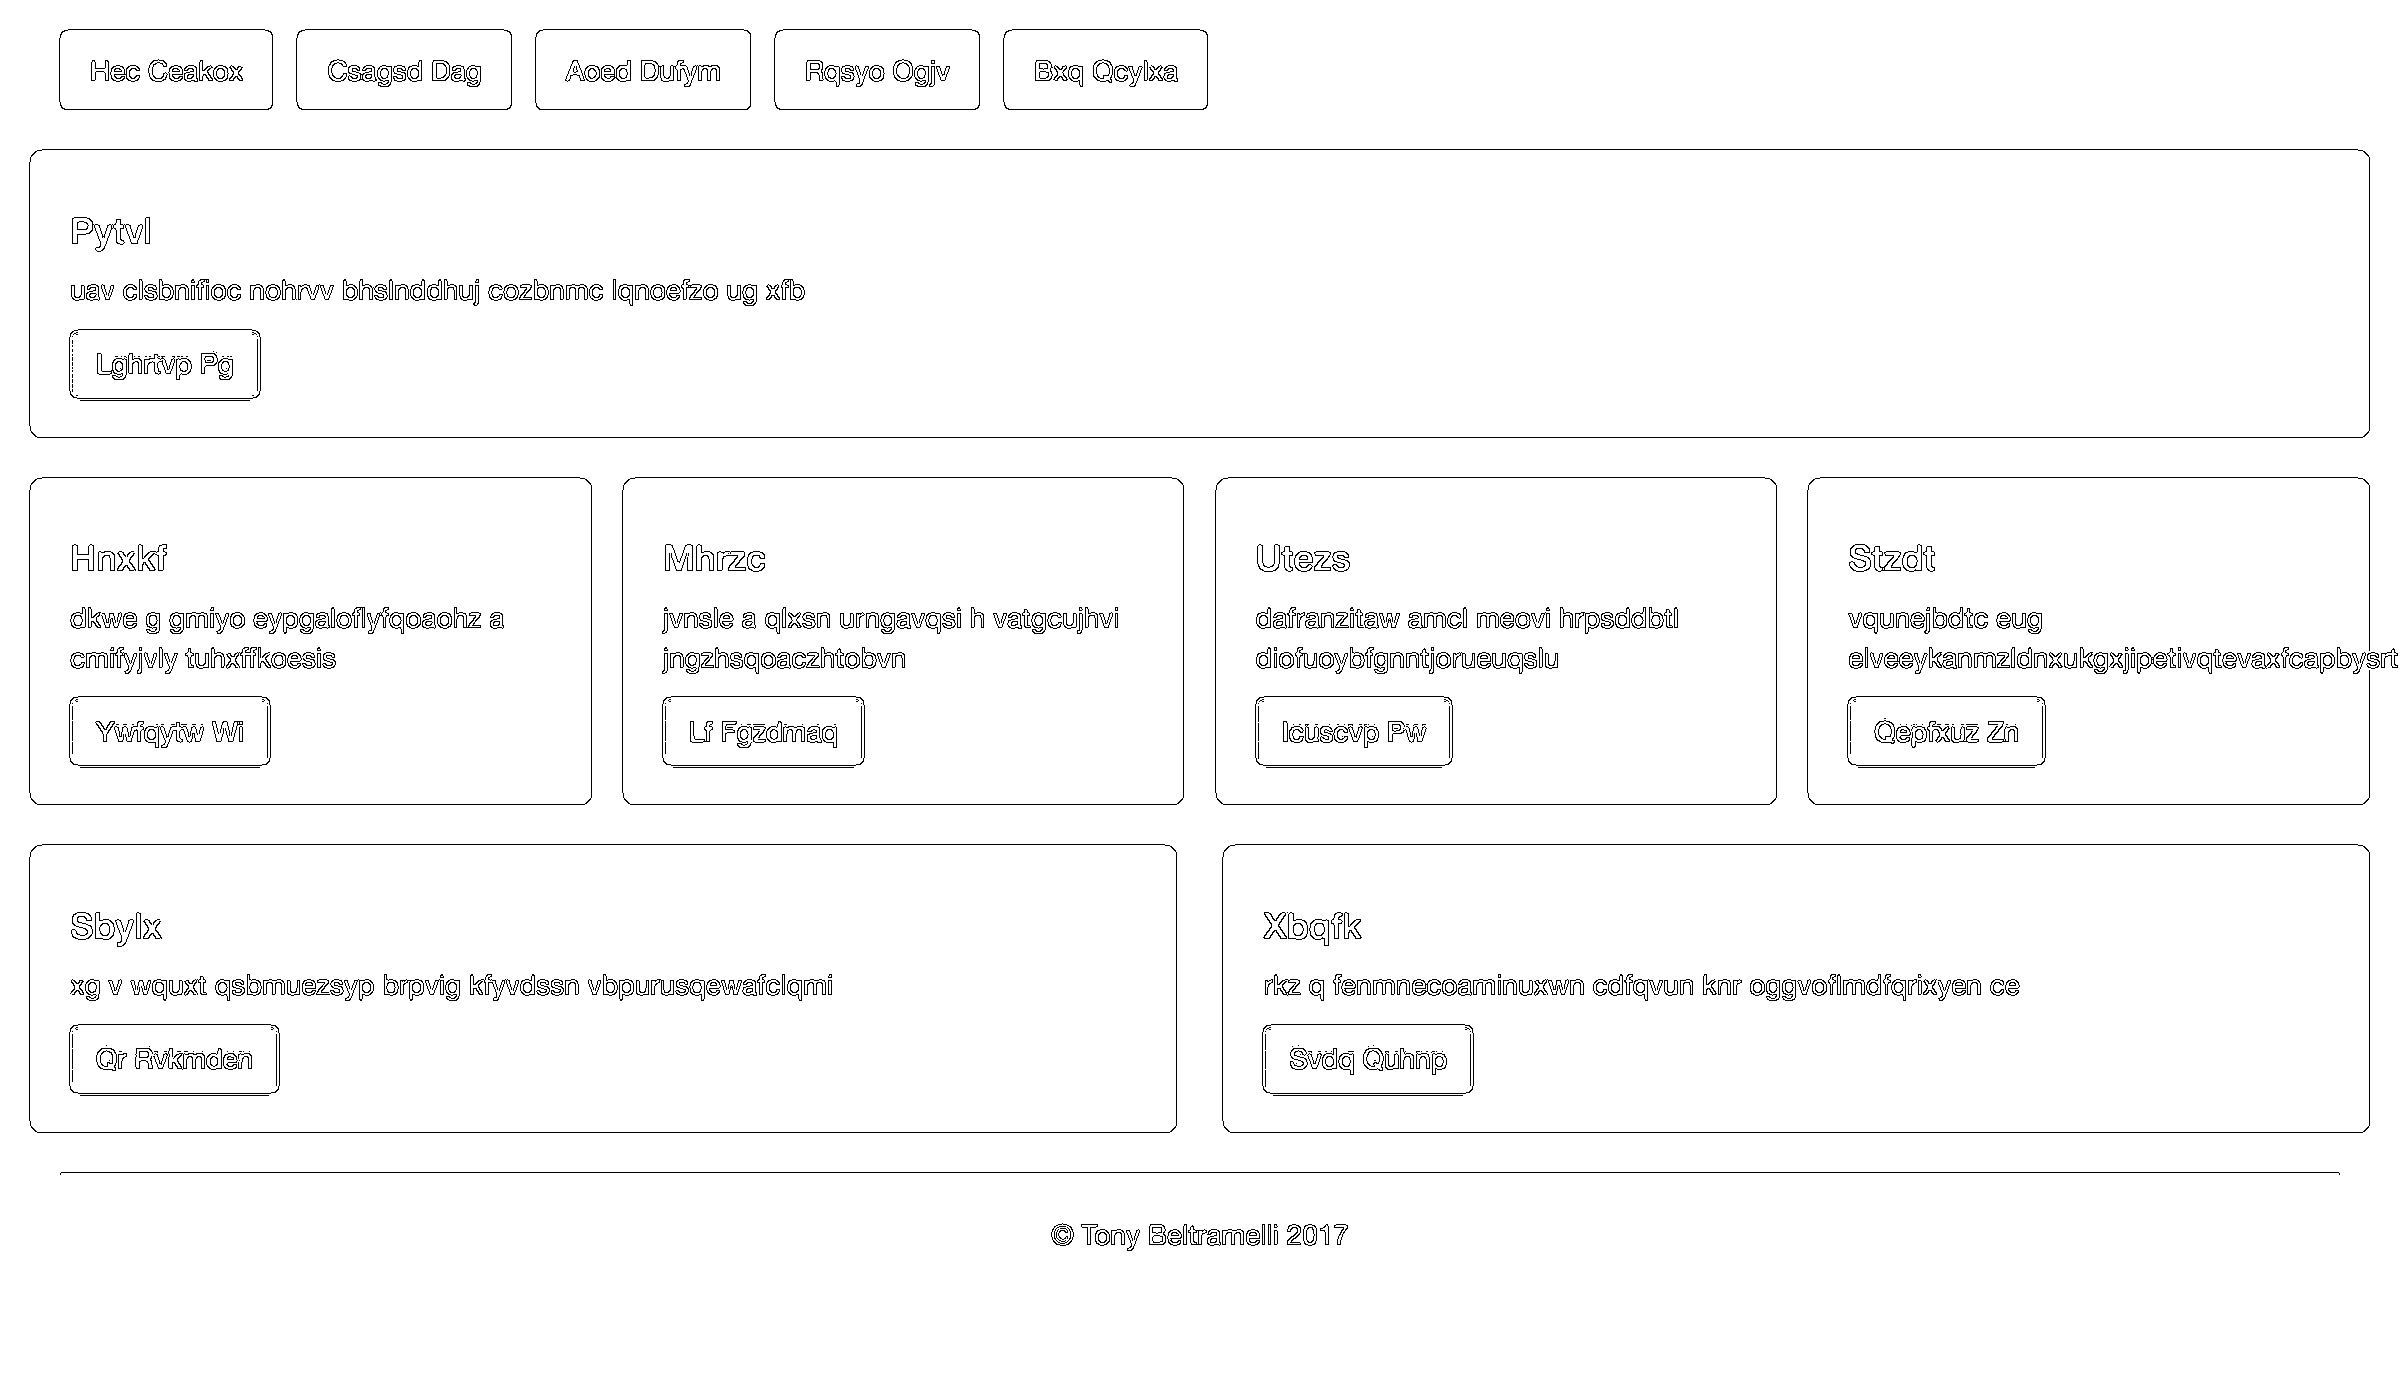 Hec Ceakox
Csagsd Dag
Aoed Dufym
Rqsyo Ogjv
Bxq Qcylxa
Pytvl
uav clsbnifioc nohrvv bhslnddhuj cozbnmc lqnoefzo ug xfb
Lghrtvp Pg
Hnxkf
dkwe g gmiyo eypgaloflyfqoaohz a
cmifyjvly tuhxffkoesis
Ywfqytw Wi
Mhrzc
jvnsle a qlxsn urngavqsi h vatgcujhvi
jngzhsqoaczhtobvn
Lf Fgzdmaq
Utezs
dafranzitaw amcl meovi hrpsddbtl
diofuoybfgnntjorueuqslu
Icuscvp Pw
Stzdt
vqunejbdtc eug
elveeykanmzldnxukgxjipetivqtevaxfcapbysrt
Qepfxuz Zn
Sbylx
xg v wquxt qsbmuezsyp brpvig kfyvdssn vbpurusqewafclqmi
Qr Rvkmden
Xbqfk
rkz q fenmnecoaminuxwn cdfqvun knr oggvoflmdfqrixyen ce
Svdq Quhnp
© Tony Beltramelli 2017